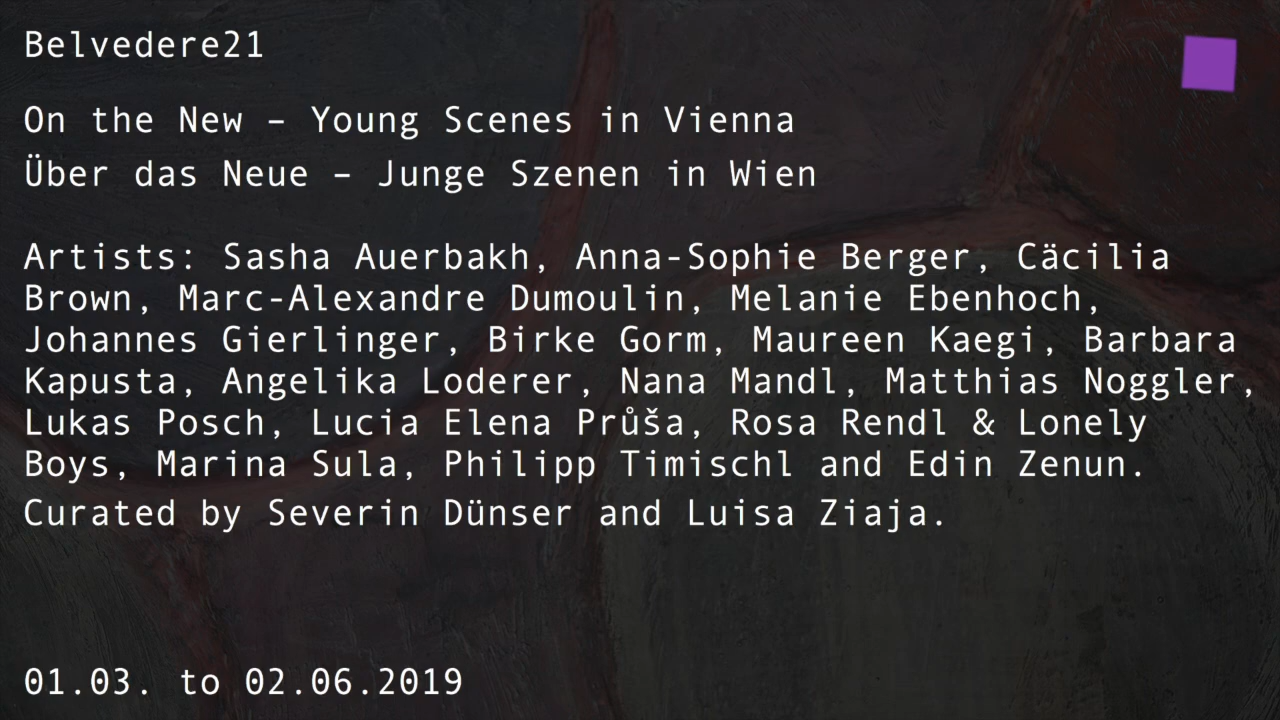 Belvedere21
On the New – Young Scenes in Vienna
Über das Neue – Junge Szenen in Wien
Artists: Sasha Auerbakh, Anna-Sophie Berger, Cäcilia
Brown, Marc-Alexandre Dumoulin, Melanie Ebenhoch,
Johannes Gierlinger, Birke Gorm, Maureen Kaegi, Barbara
Kapusta, Angelika Loderer, Nana Mandl, Matthias Noggler,
Lukas Posch, Lucia Elena Průša, Rosa Rendl & Lonely
Boys, Marina Sula, Philipp Timischl and Edin Zenun.
Curated by Severin Dünser and Luisa Ziaja.
01.03. to 02.06.2019